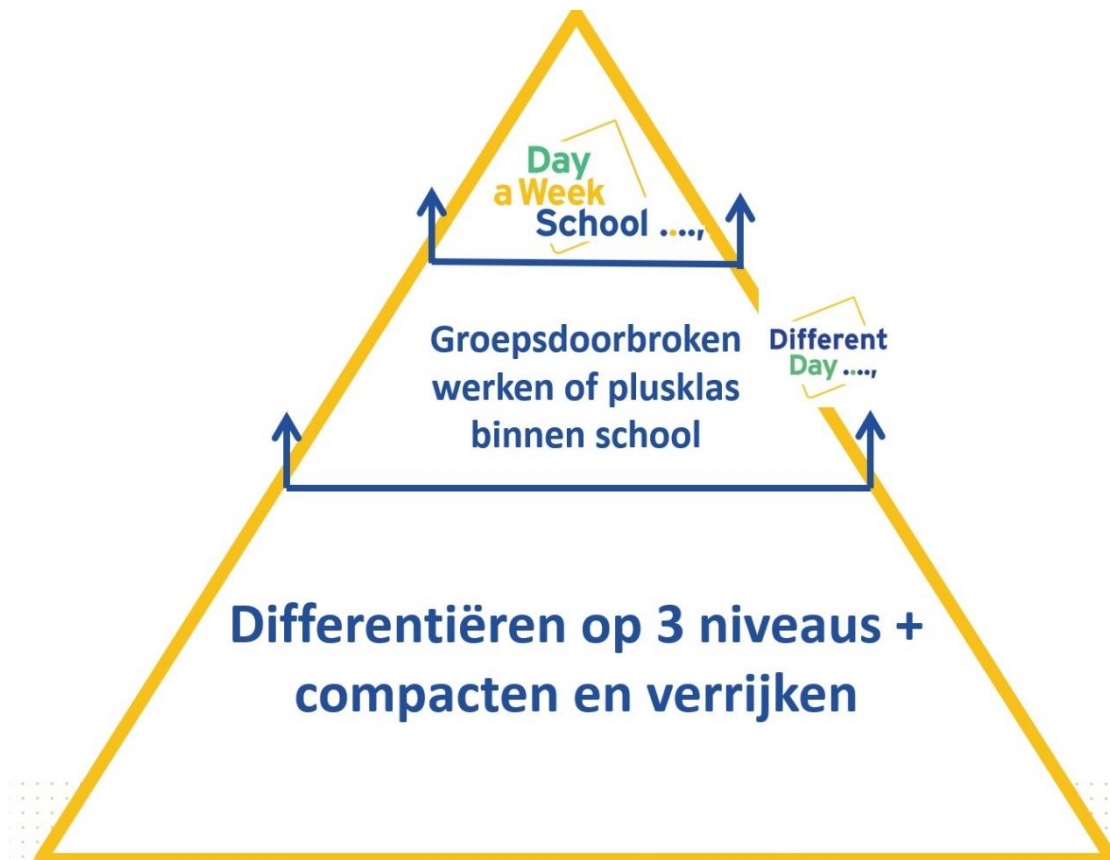 Day
a Week
School ....,
Groepsdoorbroken
werken of plusklas
binnen school
Different
Day ....,
Differentiëren op 3 niveaus +
compacten en verrijken